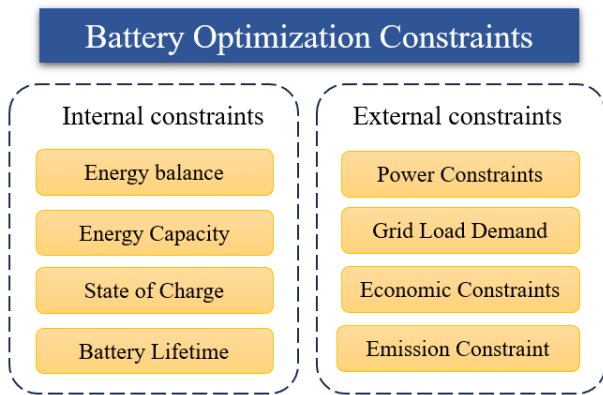 Battery Optimization Constraints
Internal constraints
Energy balance
Energy Capacity
State of Charge
Battery Lifetime
External constraints
Power Constraints
Grid Load Demand
Economic Constraints
Emission Constraint